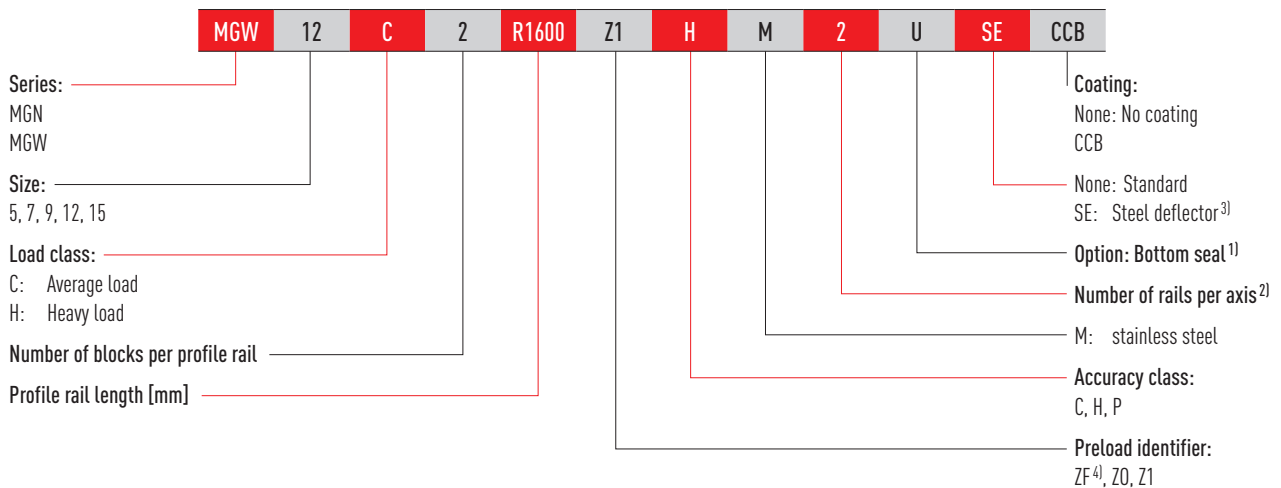 MGW 12 C 2 R1600 Z1 H M 2 U SE CCB
Series:
MGN
MGW
Size:
5, 7, 9, 12, 15
Load class:
C: Average load
H: Heavy load
Number of blocks per profile rail
Profile rail length [mm]
Coating:
None: No coating
CCB
None: Standard
SE: Steel deflector 3)
Option: Bottom seal 1)
Number of rails per axis 2)
M: stainless steel
Accuracy class:
C, H, P
Preload identifier:
ZF 4), Z0, Z1